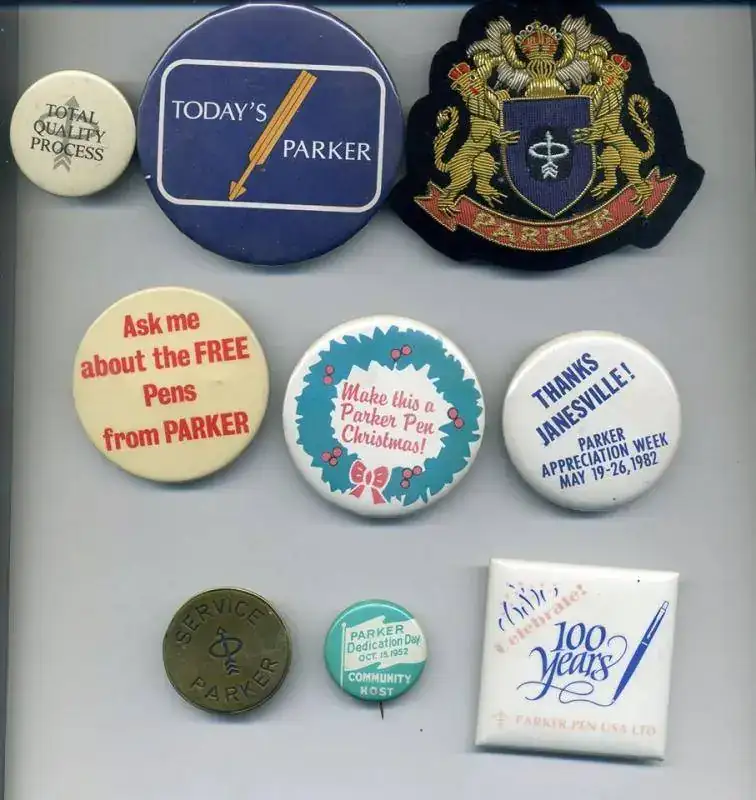 TOTAL
QUALITY
PROCESS
TODAY'S
PARKER
PARKER
Ask me
about the FREE
Pens
from PARKER
Make this a
Parker Pen
Christmas!
THANKS
JANESVILLE!
PARKER
APPRECIATION WEEK
MAY 19-26, 1982
SERVICE
PARKER
PARKER
Dedication Day
OCT. 15, 1952
COMMUNITY
HOST
Celebrate!
100
Years
PARKER PEN USA LTD